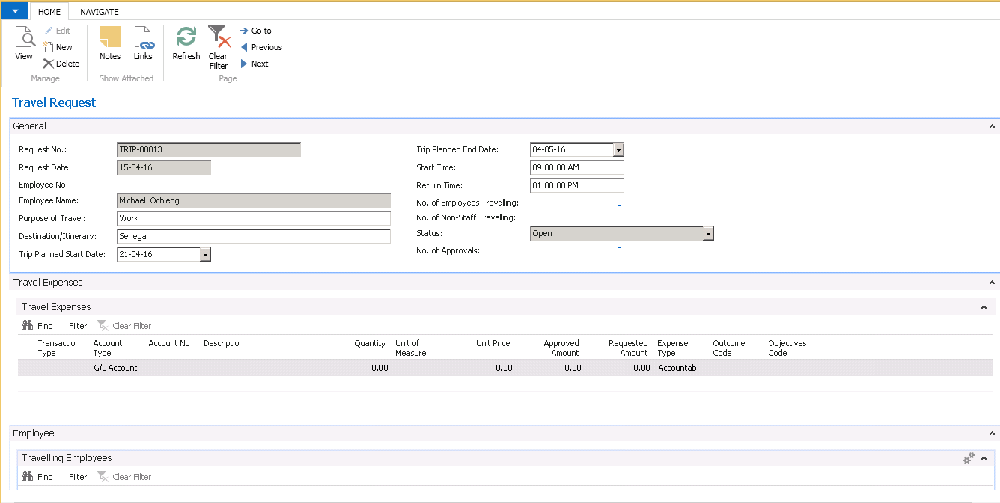 HOME NAVIGATE
View Edit New Delete
Manage
Notes Links
Show Attached
Refresh Clear Filter Go to Previous Next
Page
Travel Request
General
Request No.: TRIP-00013
Request Date: 15-04-16
Employee No.:
Employee Name: Michael Ochieng
Purpose of Travel: Work
Destination/Itinerary: Senegal
Trip Planned Start Date: 21-04-16
Trip Planned End Date: 04-05-16
Start Time: 09:00:00 AM
Return Time: 01:00:00 PM
No. of Employees Travelling: 0
No. of Non-Staff Travelling: 0
Status: Open
No. of Approvals: 0
Travel Expenses
Travel Expenses
Find Filter Clear Filter
Transaction Type Account Type Account No Description Quantity Unit of Measure Unit Price Approved Amount Requested Amount Expense Type Outcome Code Objectives Code
G/L Account 0.00 0.00 0.00 0.00 Accountab...
Employee
Travelling Employees
Find Filter Clear Filter